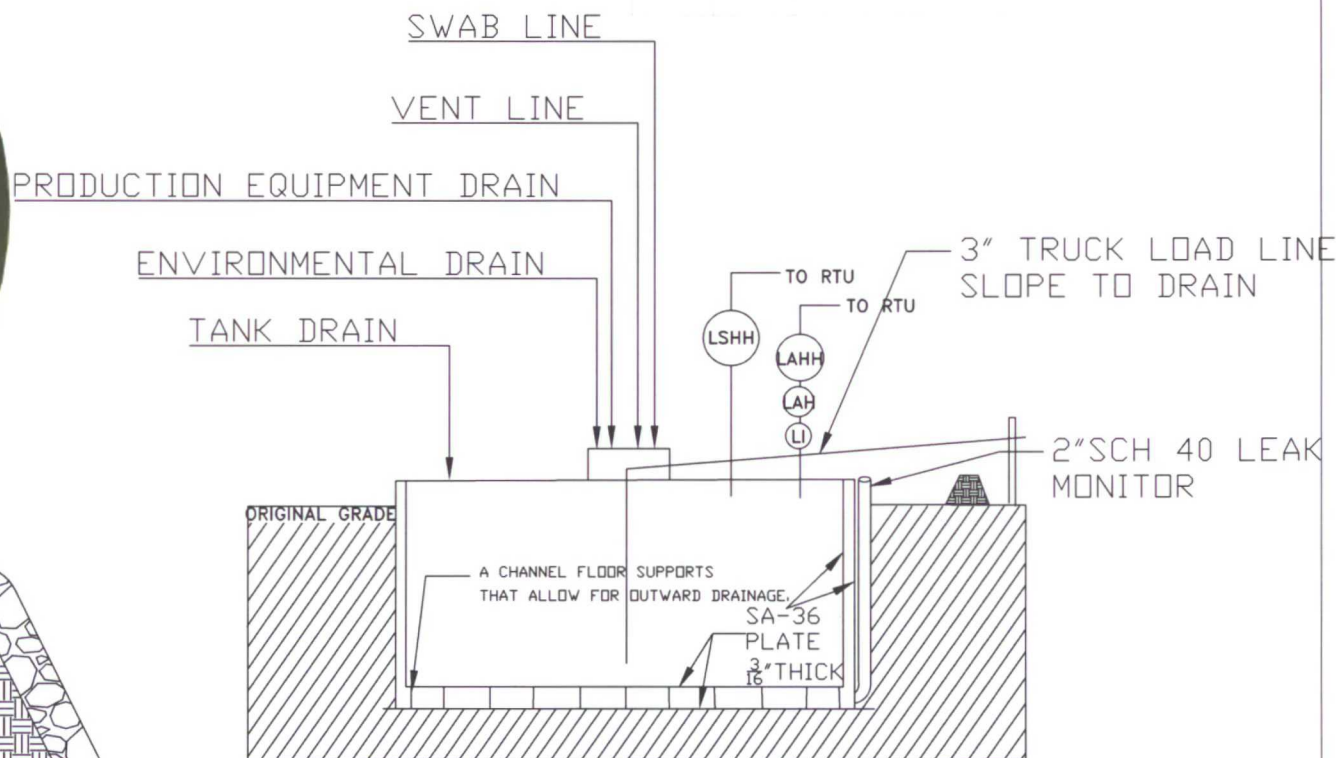 SWAB LINE
VENT LINE
PRODUCTION EQUIPMENT DRAIN
ENVIRONMENTAL DRAIN
TANK DRAIN
3" TRUCK LOAD LINE
SLOPE TO DRAIN
TO RTU
TO RTU
LSHH
LAHH
LAH
LI
2"SCH 40 LEAK
MONITOR
ORIGINAL GRADE
A CHANNEL FLOOR SUPPORTS
THAT ALLOW FOR OUTWARD DRAINAGE.
SA-36
PLATE
3/16"THICK